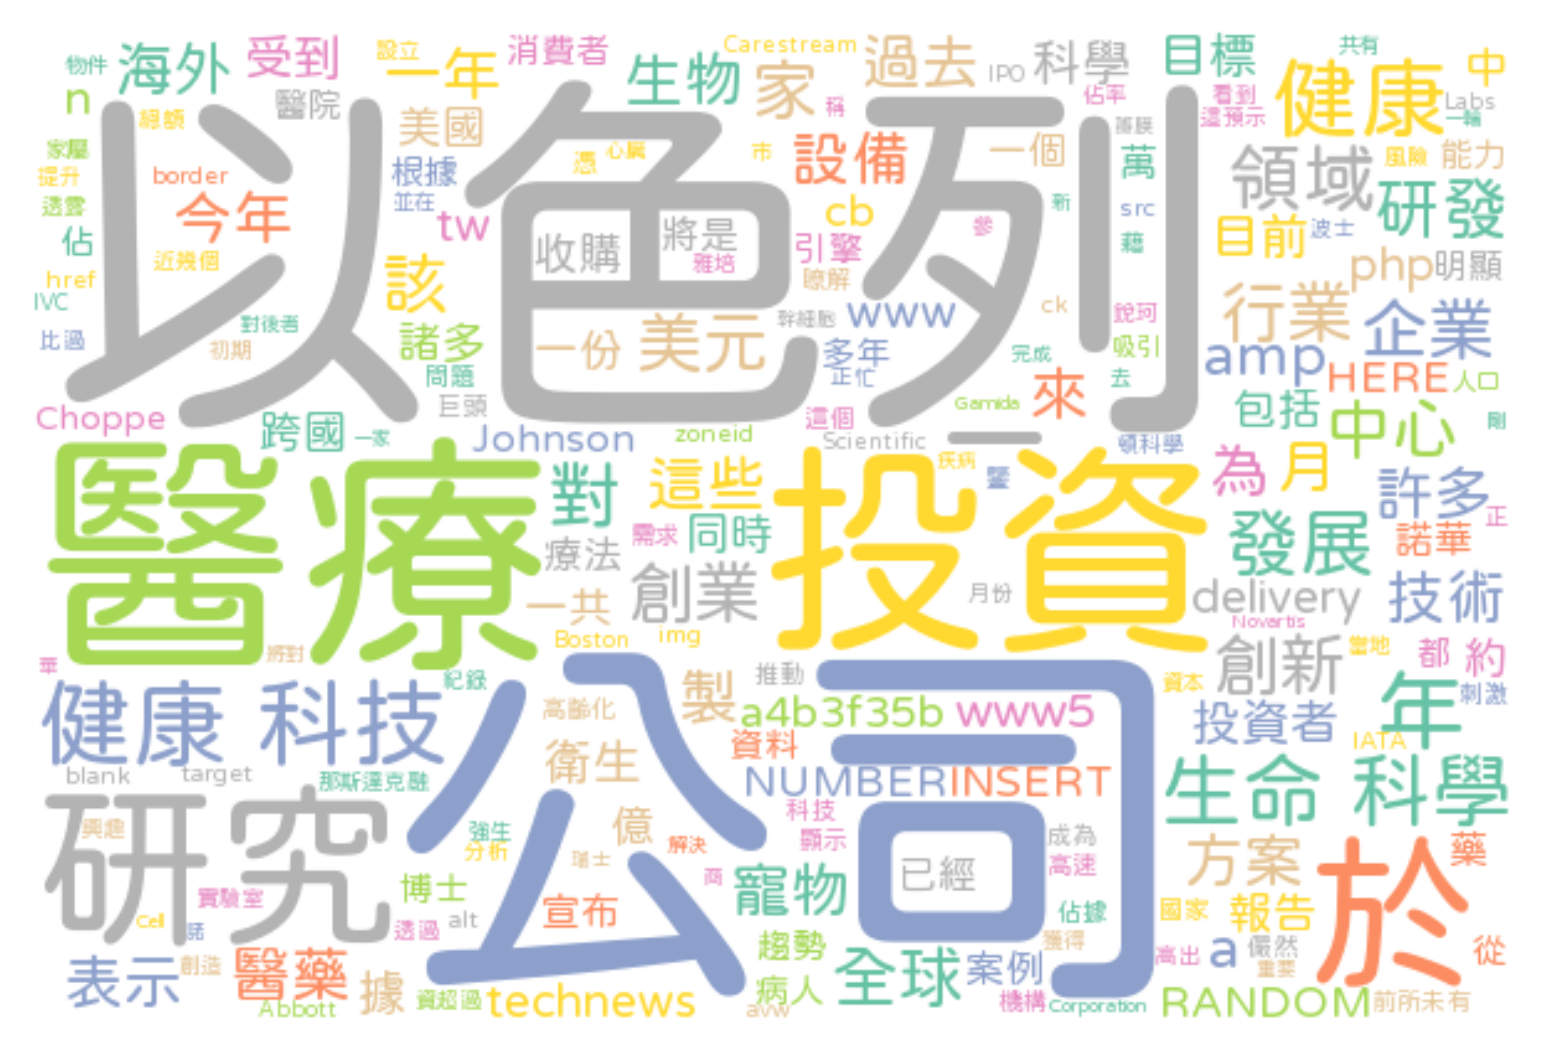 物件 海外 受到 設立 一年 消費者 生物 Carestream 家 過去 IPO 科學 目標 共有 健康 中
n 總額 醫院 美國 稱 佔率 看到 這預示 Labs 一輪
家屬 border 根據 憑 心臟 市 設備 一個 瓣膜 萬 領域 風險 能力
提升 透露 今年 並在 tw 收購 將是 雅培 cb 引擎 參 新 src 藉 目前 波士 研發
佔 近幾個 該 瞭解 php 明顯
以色列
href IVC 對後者 幹細胞 www ck 銳珂 行業 企業
比過 初期 諸多 一份 美元 多年 完成 吸引 amp
問題 正忙 去 HERE 人口
Choppe 跨國 一家 巨頭 Johnson zoneid 這個 Gamida 來 包括 中心 剛
Scientific 頓科學
醫療 對 這些 投資 疾病 為 月 許多 正
療法 需求 同時 發展 諾華
一共 創業 月份 delivery 技術
華 將對 Boston img Novartis 創新 當地 都 約
健康 科技 紀錄 高齡化 製 推動 資本 年 刺激
公司 a4b3f35b www5 投資者
blank target 那斯達克 融 衛生 資料 NUMBER INSERT IATA 生命 科學
研究 興趣 強生 分析 瑞士 億 解決 科技 顯示 成為 高速 方案 於 藥
實驗室 博士 商 寵物 已經 佔據
Cell 諾 透過 alt 宣布 趨勢 獲得 國家 報告
表示 創造 醫藥 據 資超過 病人 全球 案例 高出 a 儼然 重要 從
Abbott technews avw 機構 Corporation RANDOM 前所未有